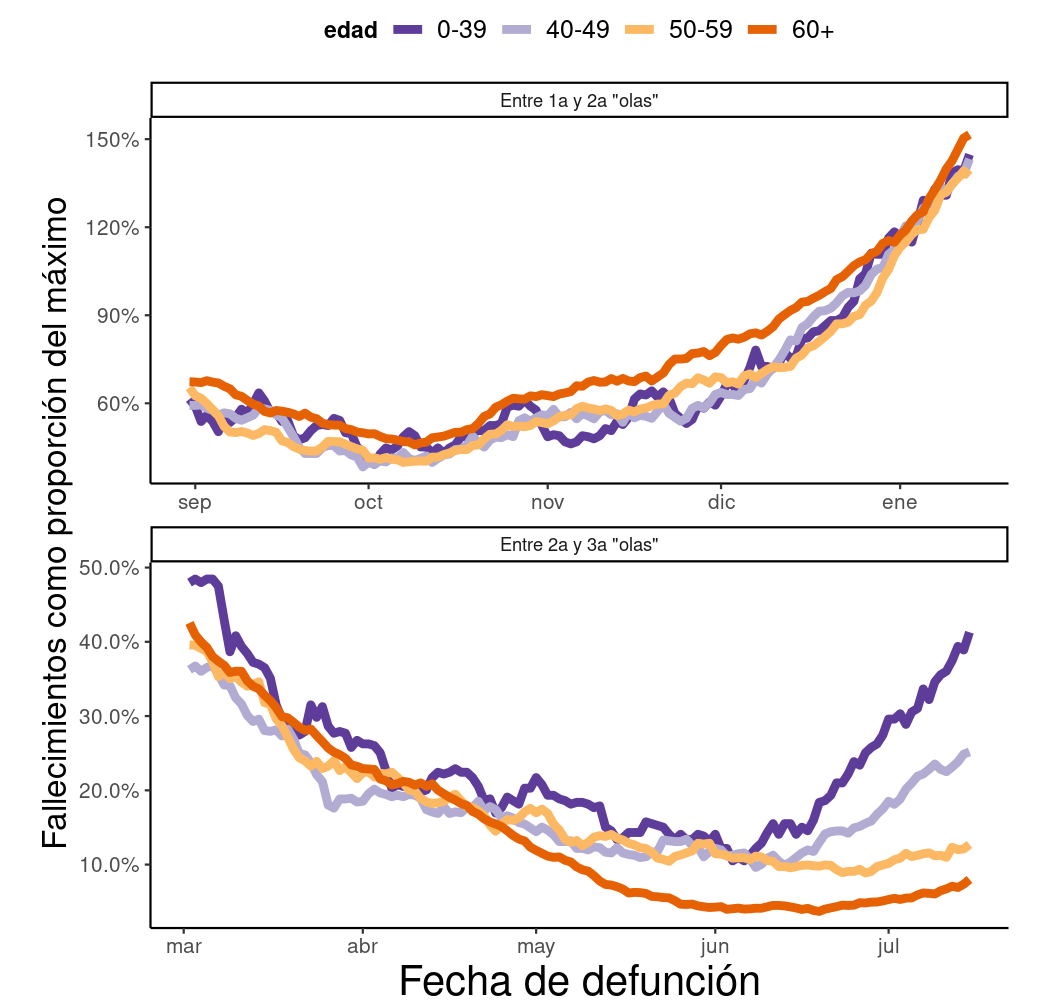 edad 0-39 40-49 50-59 60+
Entre 1a y 2a "olas"
150%
120%
90%
60%
sep oct nov dic ene
Entre 2a y 3a "olas"
50.0%
40.0%
30.0%
20.0%
10.0%
mar abr may jun jul
Fecha de defunción
Fallecimientos como proporción del máximo